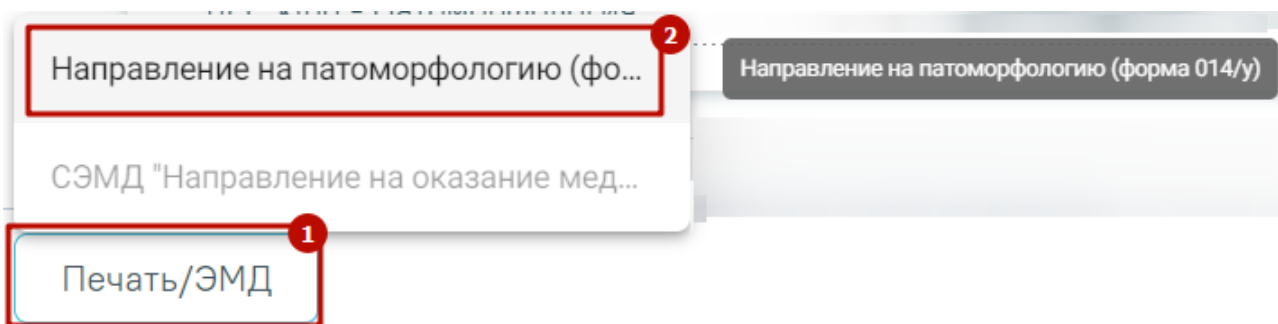 Направление на патоморфологию (фо...
2
Направление на патоморфологию (форма 014/у)
СЭМД "Направление на оказание мед...
1
Печать/ЭМД